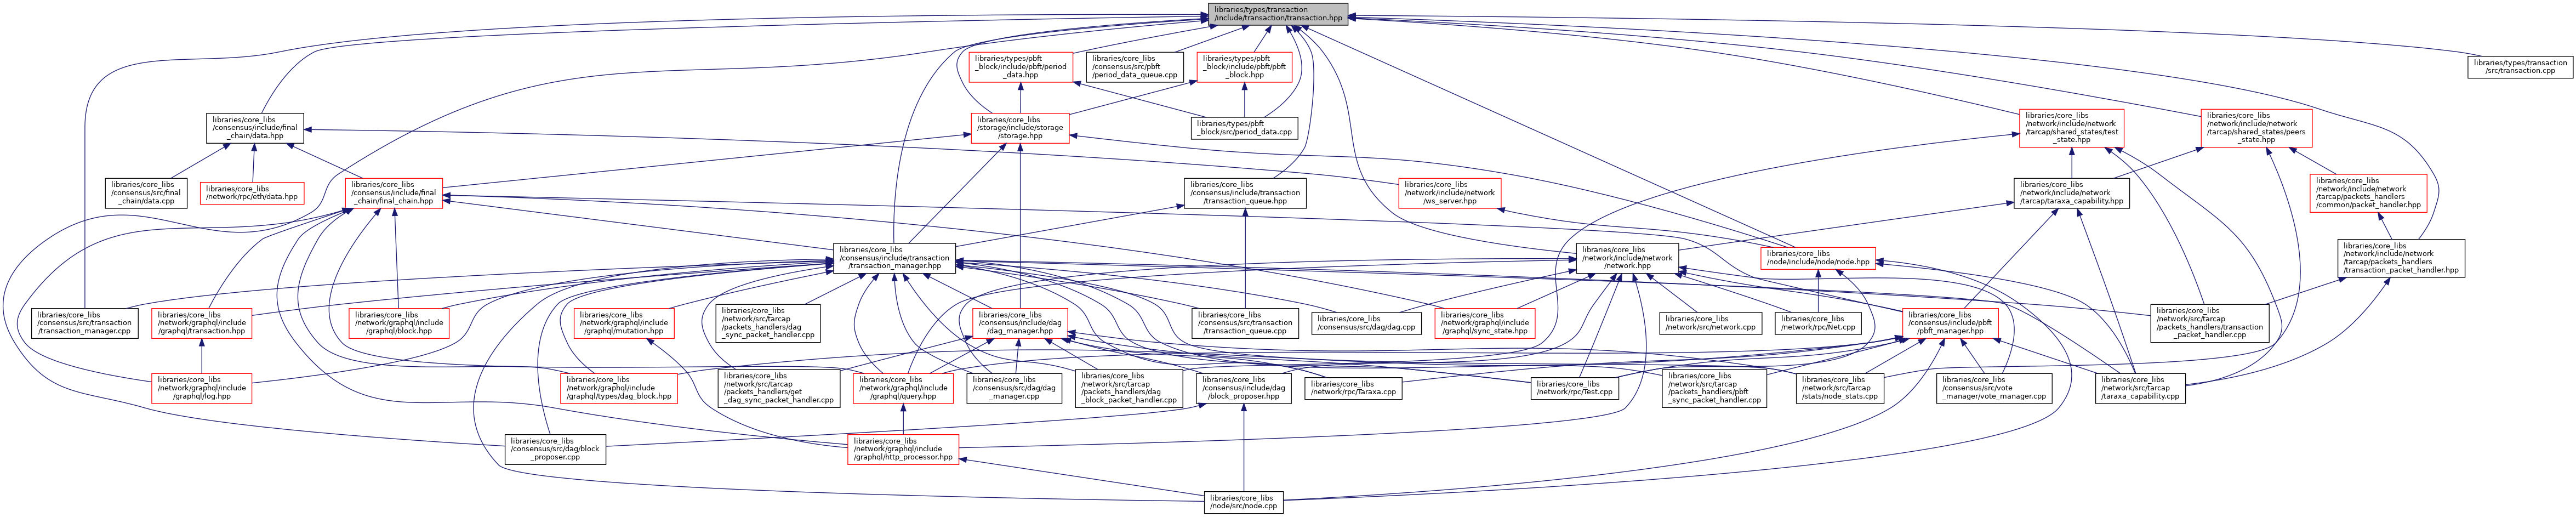 libraries/types/transaction
/include/transaction/transaction.hpp
libraries/types/pbft
_block/include/pbft/period
_data.hpp
libraries/core_libs
/consensus/src/pbft
/period_data_queue.cpp
libraries/types/pbft
_block/include/pbft/pbft
_block.hpp
libraries/types/transaction
/src/transaction.cpp
libraries/core_libs
/consensus/include/final
_chain/data.hpp
libraries/core_libs
/storage/include/storage
/storage.hpp
libraries/types/pbft
_block/src/period_data.cpp
libraries/core_libs
/network/include/network
/tarcap/shared_states/test
_state.hpp
libraries/core_libs
/network/include/network
/tarcap/shared_states/peers
_state.hpp
libraries/core_libs
/consensus/src/final
_chain/data.cpp
libraries/core_libs
/network/rpc/eth/data.hpp
libraries/core_libs
/consensus/include/final
_chain/final_chain.hpp
libraries/core_libs
/consensus/include/transaction
/transaction_queue.hpp
libraries/core_libs
/network/include/network
/ws_server.hpp
libraries/core_libs
/network/include/network
/tarcap/taraxa_capability.hpp
libraries/core_libs
/network/include/network
/tarcap/packets_handlers
/common/packet_handler.hpp
libraries/core_libs
/consensus/include/transaction
/transaction_manager.hpp
libraries/core_libs
/network/include/network
/network.hpp
libraries/core_libs
/node/include/node/node.hpp
libraries/core_libs
/network/include/network
/tarcap/packets_handlers
/transaction_packet_handler.hpp
libraries/core_libs
/consensus/src/transaction
/transaction_manager.cpp
libraries/core_libs
/network/graphql/include
/graphql/transaction.hpp
libraries/core_libs
/network/graphql/include
/graphql/block.hpp
libraries/core_libs
/network/graphql/include
/graphql/mutation.hpp
libraries/core_libs
/network/src/tarcap
/packets_handlers/dag
_sync_packet_handler.cpp
libraries/core_libs
/consensus/include/dag
/dag_manager.hpp
libraries/core_libs
/consensus/src/transaction
/transaction_queue.cpp
libraries/core_libs
/consensus/src/dag/dag.cpp
libraries/core_libs
/network/graphql/include
/graphql/sync_state.hpp
libraries/core_libs
/network/src/network.cpp
libraries/core_libs
/network/rpc/Net.cpp
libraries/core_libs
/consensus/include/pbft
/pbft_manager.hpp
libraries/core_libs
/network/src/tarcap
/packets_handlers/transaction
_packet_handler.cpp
libraries/core_libs
/network/graphql/include
/graphql/log.hpp
libraries/core_libs
/network/graphql/include
/graphql/types/dag_block.hpp
libraries/core_libs
/network/src/tarcap
/packets_handlers/get
_dag_sync_packet_handler.cpp
libraries/core_libs
/network/graphql/include
/graphql/query.hpp
libraries/core_libs
/consensus/src/dag/dag
_manager.cpp
libraries/core_libs
/network/src/tarcap
/packets_handlers/dag
_block_packet_handler.cpp
libraries/core_libs
/consensus/include/dag
/block_proposer.hpp
libraries/core_libs
/network/rpc/Taraxa.cpp
libraries/core_libs
/network/rpc/Test.cpp
libraries/core_libs
/network/src/tarcap
/packets_handlers/pbft
_sync_packet_handler.cpp
libraries/core_libs
/network/src/tarcap
/stats/node_stats.cpp
libraries/core_libs
/consensus/src/vote
_manager/vote_manager.cpp
libraries/core_libs
/network/src/tarcap
/taraxa_capability.cpp
libraries/core_libs
/consensus/src/dag/block
_proposer.cpp
libraries/core_libs
/network/graphql/include
/graphql/http_processor.hpp
libraries/core_libs
/node/src/node.cpp